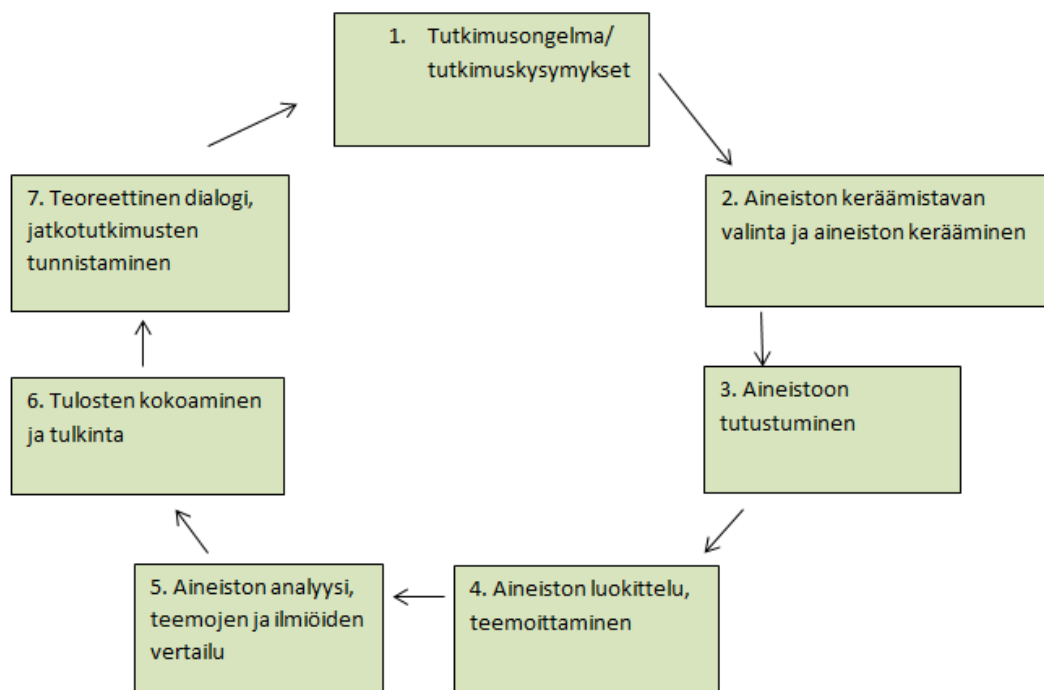 1. Tutkimusongelma/
tutkimuskysymykset
2. Aineiston keräämistavan
valinta ja aineiston kerääminen
3. Aineistoon
tutustuminen
4. Aineiston luokittelu,
teemoittaminen
5. Aineiston analyysi,
teemojen ja ilmiöiden
vertailu
6. Tulosten kokoaminen
ja tulkinta
7. Teoreettinen dialogi,
jatkotutkimusten
tunnistaminen